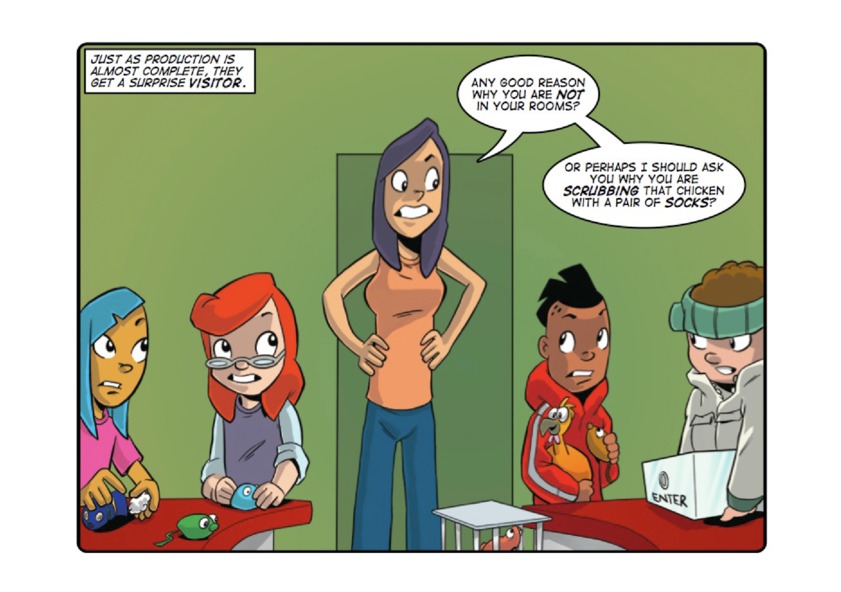 JUST AS PRODUCTION IS
ALMOST COMPLETE, THEY
GET A SURPRISE VISITOR.
ANY GOOD REASON
WHY YOU ARE NOT
IN YOUR ROOMS?
OR PERHAPS I SHOULD ASK
YOU WHY YOU ARE
SCRUBBING THAT CHICKEN
WITH A PAIR OF SOCKS?
ENTER